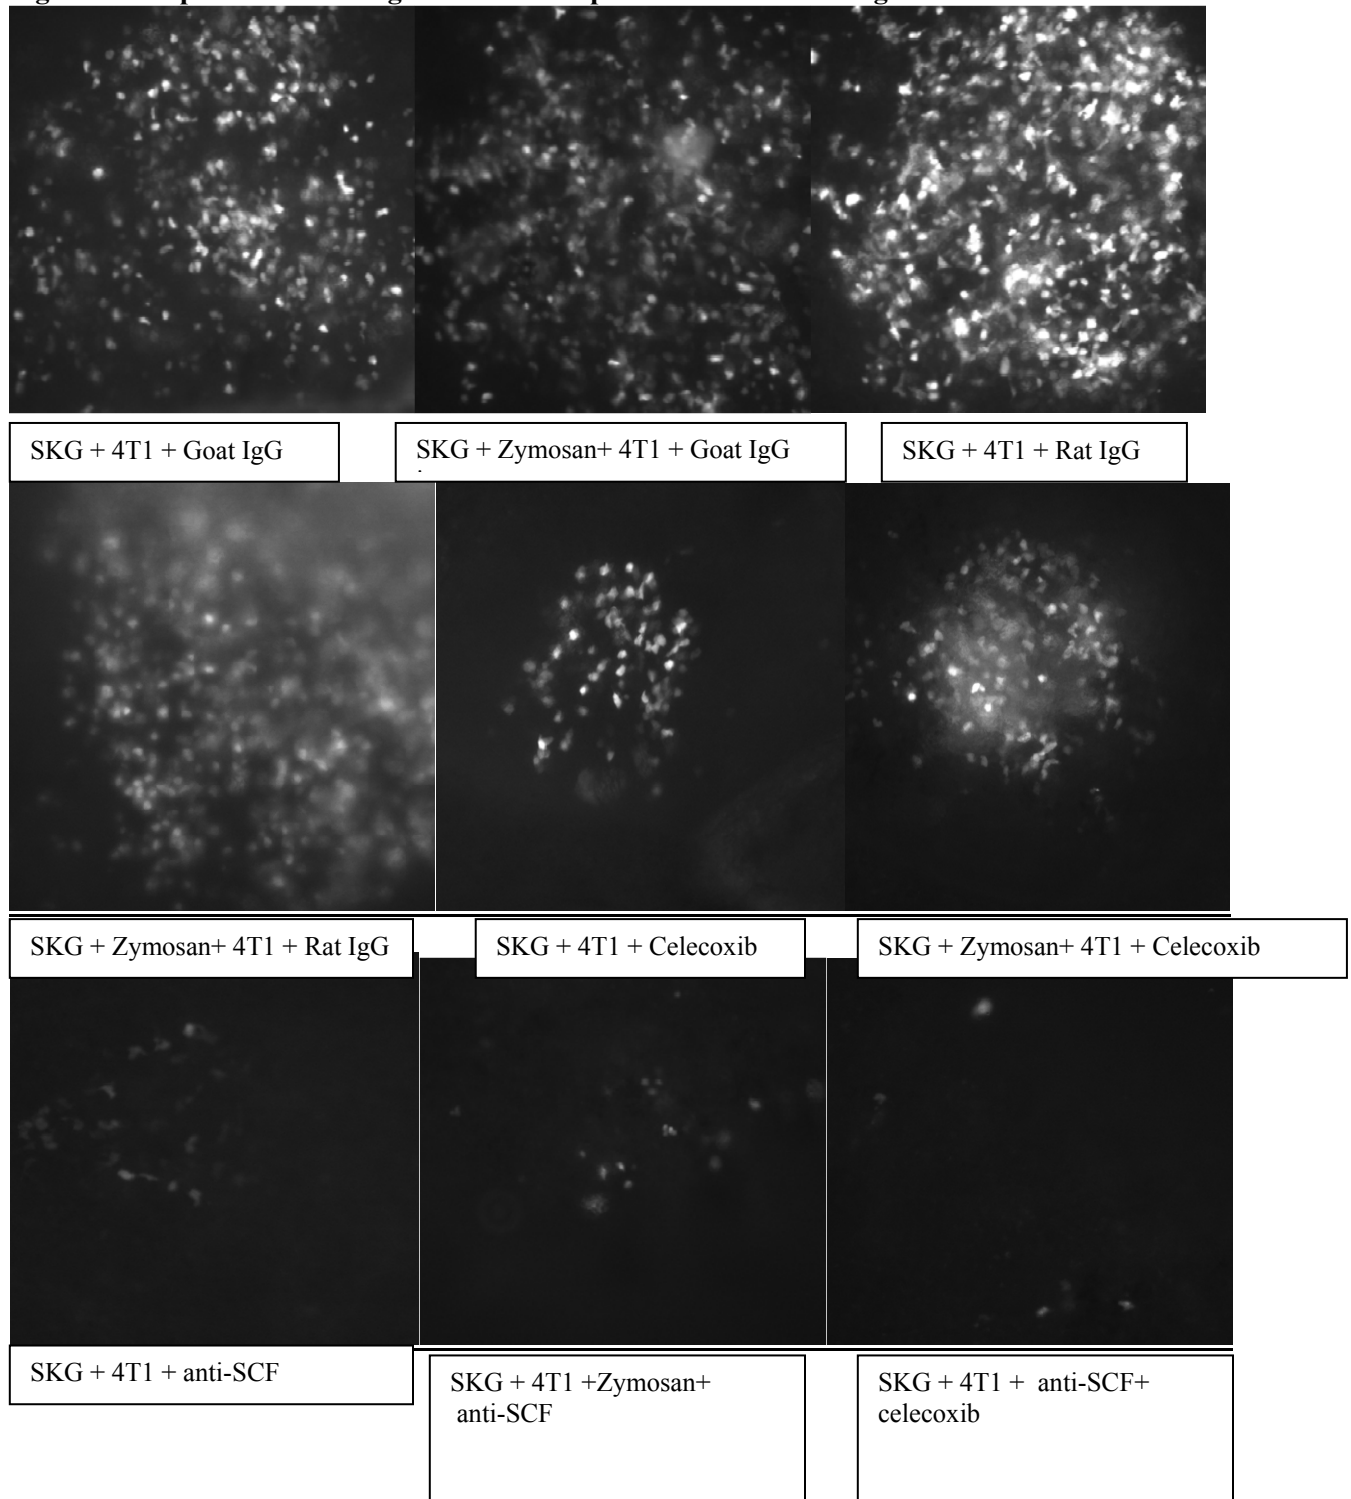 SKG + 4T1 + Goat IgG
SKG + Zymosan+ 4T1 + Goat IgG
SKG + 4T1 + Rat IgG
SKG + Zymosan+ 4T1 + Rat IgG
SKG + 4T1 + Celecoxib
SKG + Zymosan+ 4T1 + Celecoxib
SKG + 4T1 + anti-SCF
SKG + 4T1 +Zymosan+
anti-SCF
SKG + 4T1 + anti-SCF+
celecoxib